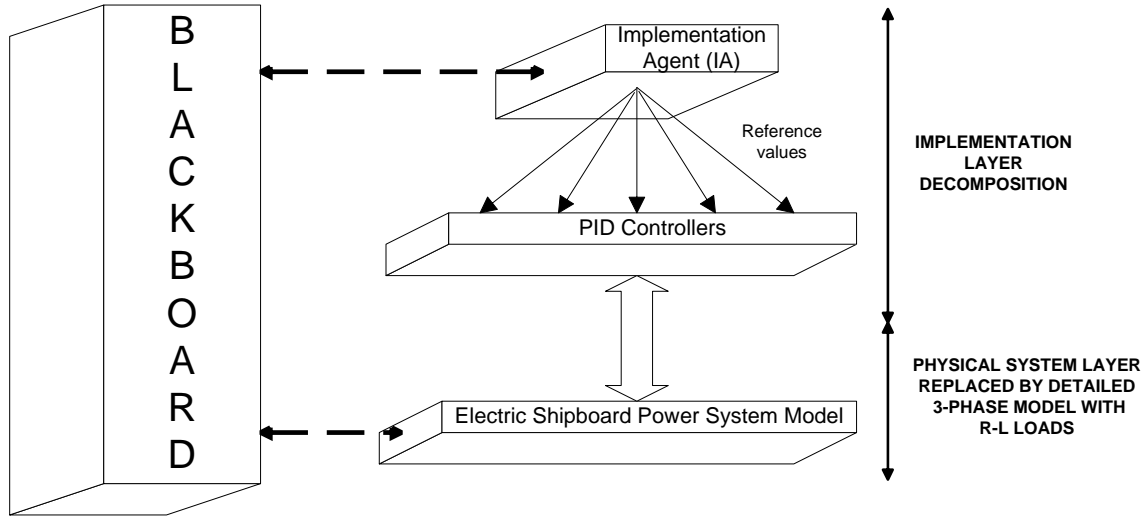 BLACKBOARD
Implementation
Agent (IA)
Reference
values
PID Controllers
Electric Shipboard Power System Model
IMPLEMENTATION
LAYER
DECOMPOSITION
PHYSICAL SYSTEM LAYER
REPLACED BY DETAILED
3-PHASE MODEL WITH
R-L LOADS